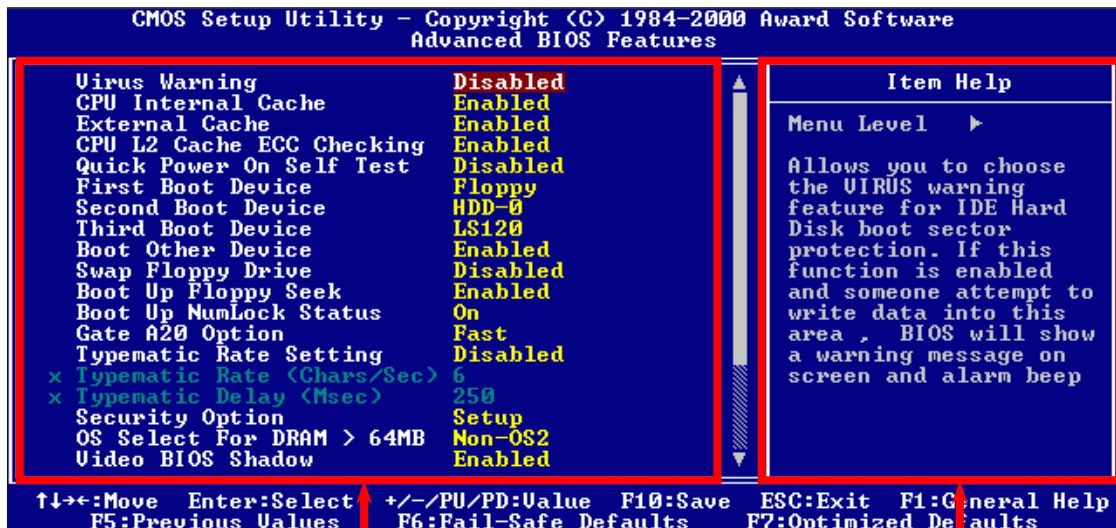 CMOS Setup Utility - Copyright (C) 1984-2000 Award Software
Advanced BIOS Features
Virus Warning Disabled
CPU Internal Cache Enabled
External Cache Enabled
CPU L2 Cache ECC Checking Enabled
Quick Power On Self Test Disabled
First Boot Device Floppy
Second Boot Device HDD-0
Third Boot Device LS120
Boot Other Device Enabled
Swap Floppy Drive Disabled
Boot Up Floppy Seek Enabled
Boot Up NumLock Status On
Gate A20 Option Fast
Typematic Rate Setting Disabled
x Typematic Rate (Chars/Sec) 6
x Typematic Delay (Msec) 250
Security Option Setup
OS Select For DRAM > 64MB Non-OS2
Video BIOS Shadow Enabled
Item Help
Menu Level ▶
Allows you to choose
the VIRUS warning
feature for IDE Hard
Disk boot sector
protection. If this
function is enabled
and someone attempt to
write data into this
area , BIOS will show
a warning message on
screen and alarm beep
↑↓→←:Move Enter:Select +/-/PU/PD:Value F10:Save ESC:Exit F1:General Help
F5:Previous Values F6:Fail-Safe Defaults F7:Optimized Defaults